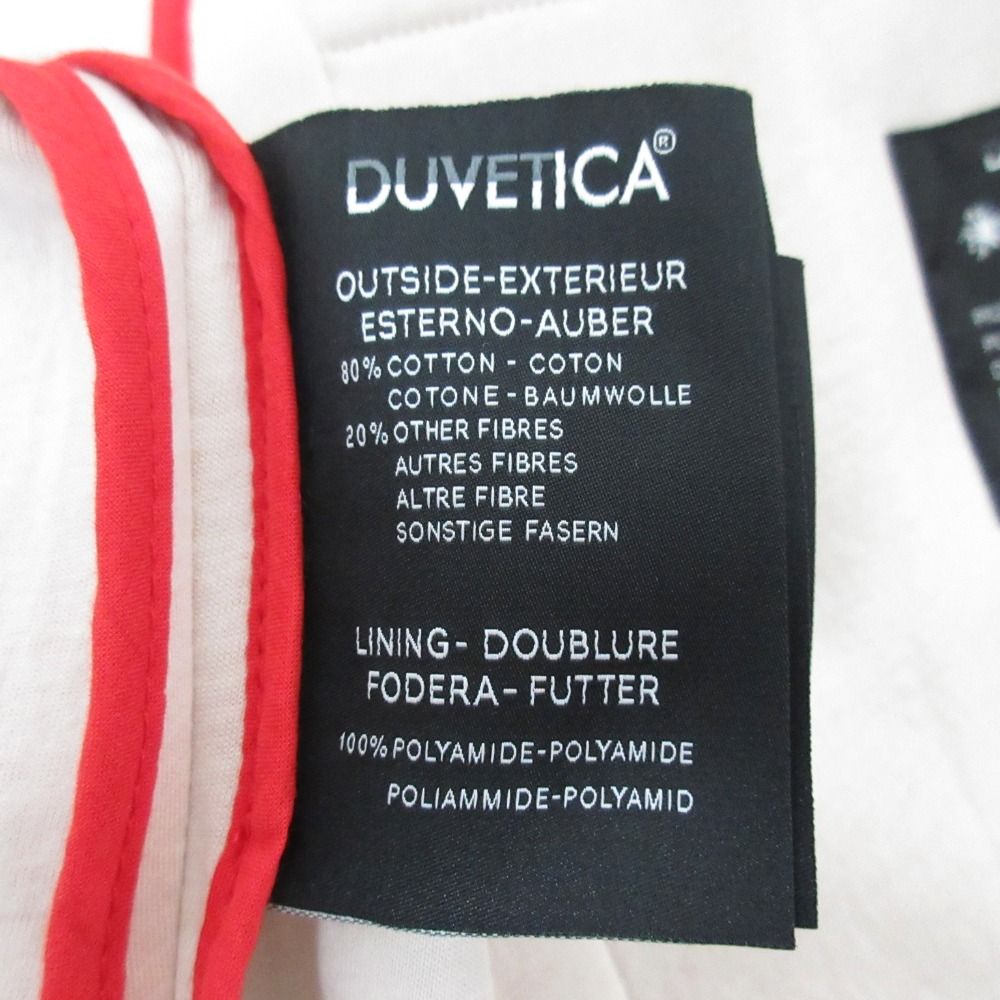 DUVETICA®
OUTSIDE-EXTERIEUR
ESTERNO-AUBER
80% COTTON - COTON
COTONE - BAUMWOLLE
20% OTHER FIBRES
AUTRES FIBRES
ALTRE FIBRE
SONSTIGE FASERN
LINING- DOUBLURE
FODERA-FUTTER
100% POLYAMIDE-POLYAMIDE
POLIAMMIDE-POLYAMID